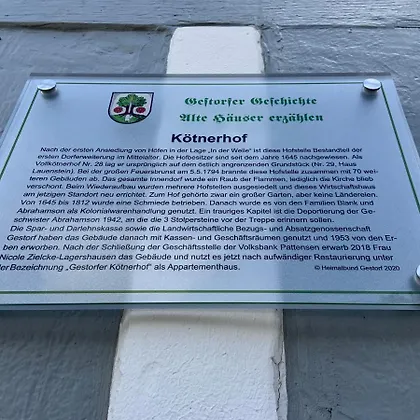 Gestorfer Geschichte
Alte Häuser erzählen
Kötnerhof
Nach der ersten Ansiedlung von Höfen in der Lage „In der Welle" ist diese Hofstelle Bestandteil der
ersten Dorferweiterung im Mittelalter. Die Hofbesitzer sind seit dem Jahre 1645 nachgewiesen. Als
Vollkötnerhof Nr. 28 lag er ursprünglich auf dem östlich angrenzenden Grundstück (Nr. 29, Haus
Lauenstein). Bei der großen Feuersbrunst am 5.5.1794 brannte diese Hofstelle zusammen mit 70 wei-
teren Gebäuden ab. Das gesamte Innendorf wurde ein Raub der Flammen, lediglich die Kirche blieb
verschont. Beim Wiederaufbau wurden mehrere Hofstellen ausgesiedelt und dieses Wirtschaftshaus
am jetzigen Standort neu errichtet. Zum Hof gehörte zwar ein großer Garten, aber keine Ländereien.
Von 1645 bis 1812 wurde eine Schmiede betrieben. Danach wurde es von den Familien Blank und
Abrahamson als Kolonialwarenhandlung genutzt. Ein trauriges Kapitel ist die Deportierung der Ge-
schwister Abrahamson 1942, an die die 3 Stolpersteine vor der Treppe erinnern sollen.
Die Spar- und Darlehnskasse sowie die Landwirtschaftliche Bezugs- und Absatzgenossenschaft
Gestorf haben das Gebäude danach mit Kassen- und Geschäftsräumen genutzt und 1953 von den Er-
ben erworben. Nach der Schließung der Geschäftsstelle der Volksbank Pattensen erwarb 2018 Frau
Nicole Zielcke-Lagershausen das Gebäude und nutzt es jetzt nach aufwändiger Restaurierung unter
der Bezeichnung „Gestorfer Kötnerhof" als Appartementhaus.
© Heimatbund Gestorf 2020